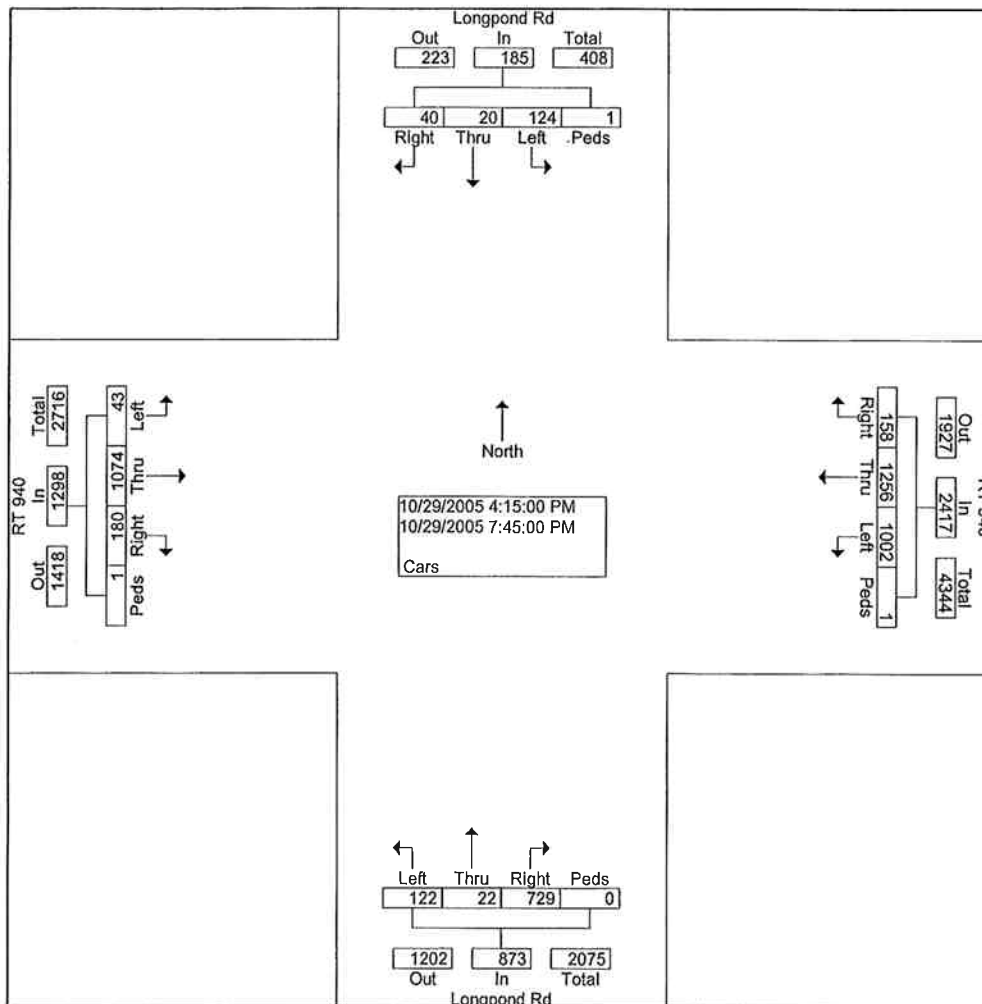 Longpond Rd
Out In Total
223 185 408
40 20 124 1
Right Thru Left Peds
RT 940
Total In Out
2716 1298 1418
43 1074 180 1
Left Thru Right Peds
North
10/29/2005 4:15:00 PM
10/29/2005 7:45:00 PM
Cars
Right Thru Left Peds
158 1256 1002 1
Out In Total
1927 2417 4344
Left Thru Right Peds
122 22 729 0
1202 873 2075
Out In Total
Longpond Rd